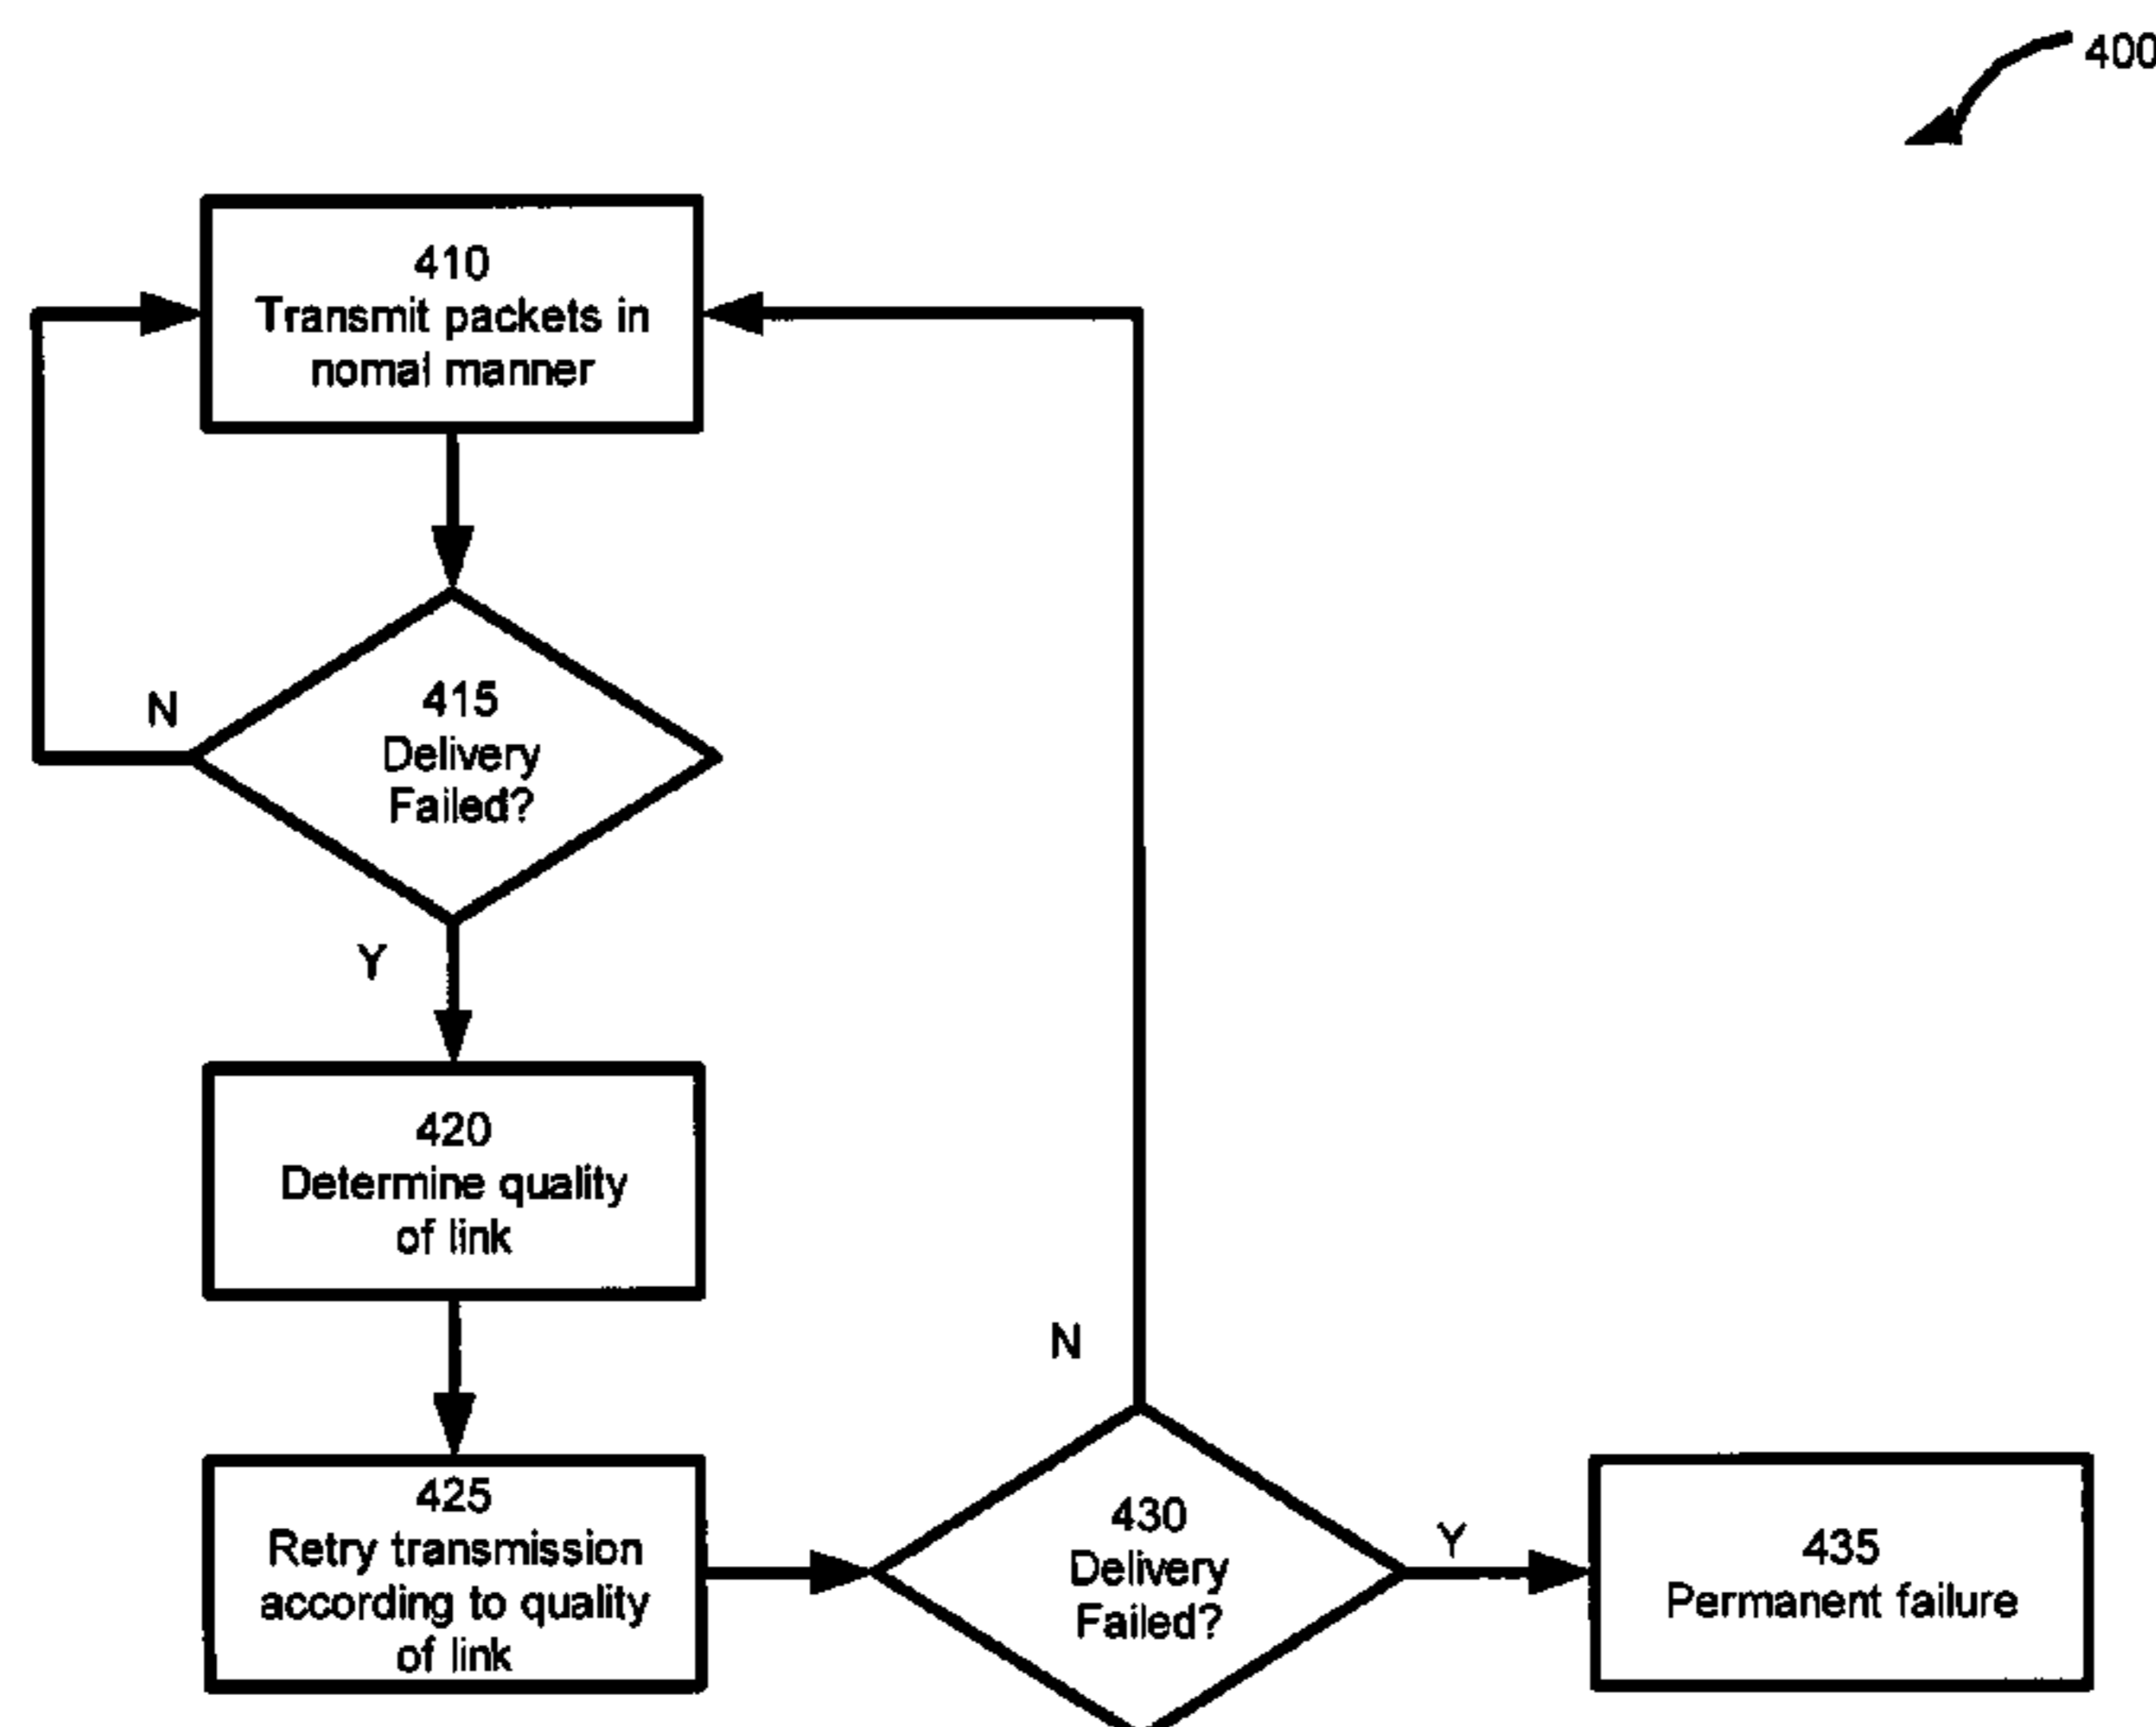 400
410
Transmit packets in
nomal manner
415
Delivery
Failed?
N
Y
420
Determine quality
of link
425
Retry transmission
according to quality
of link
430
Delivery
Failed?
N
Y
435
Permanent failure